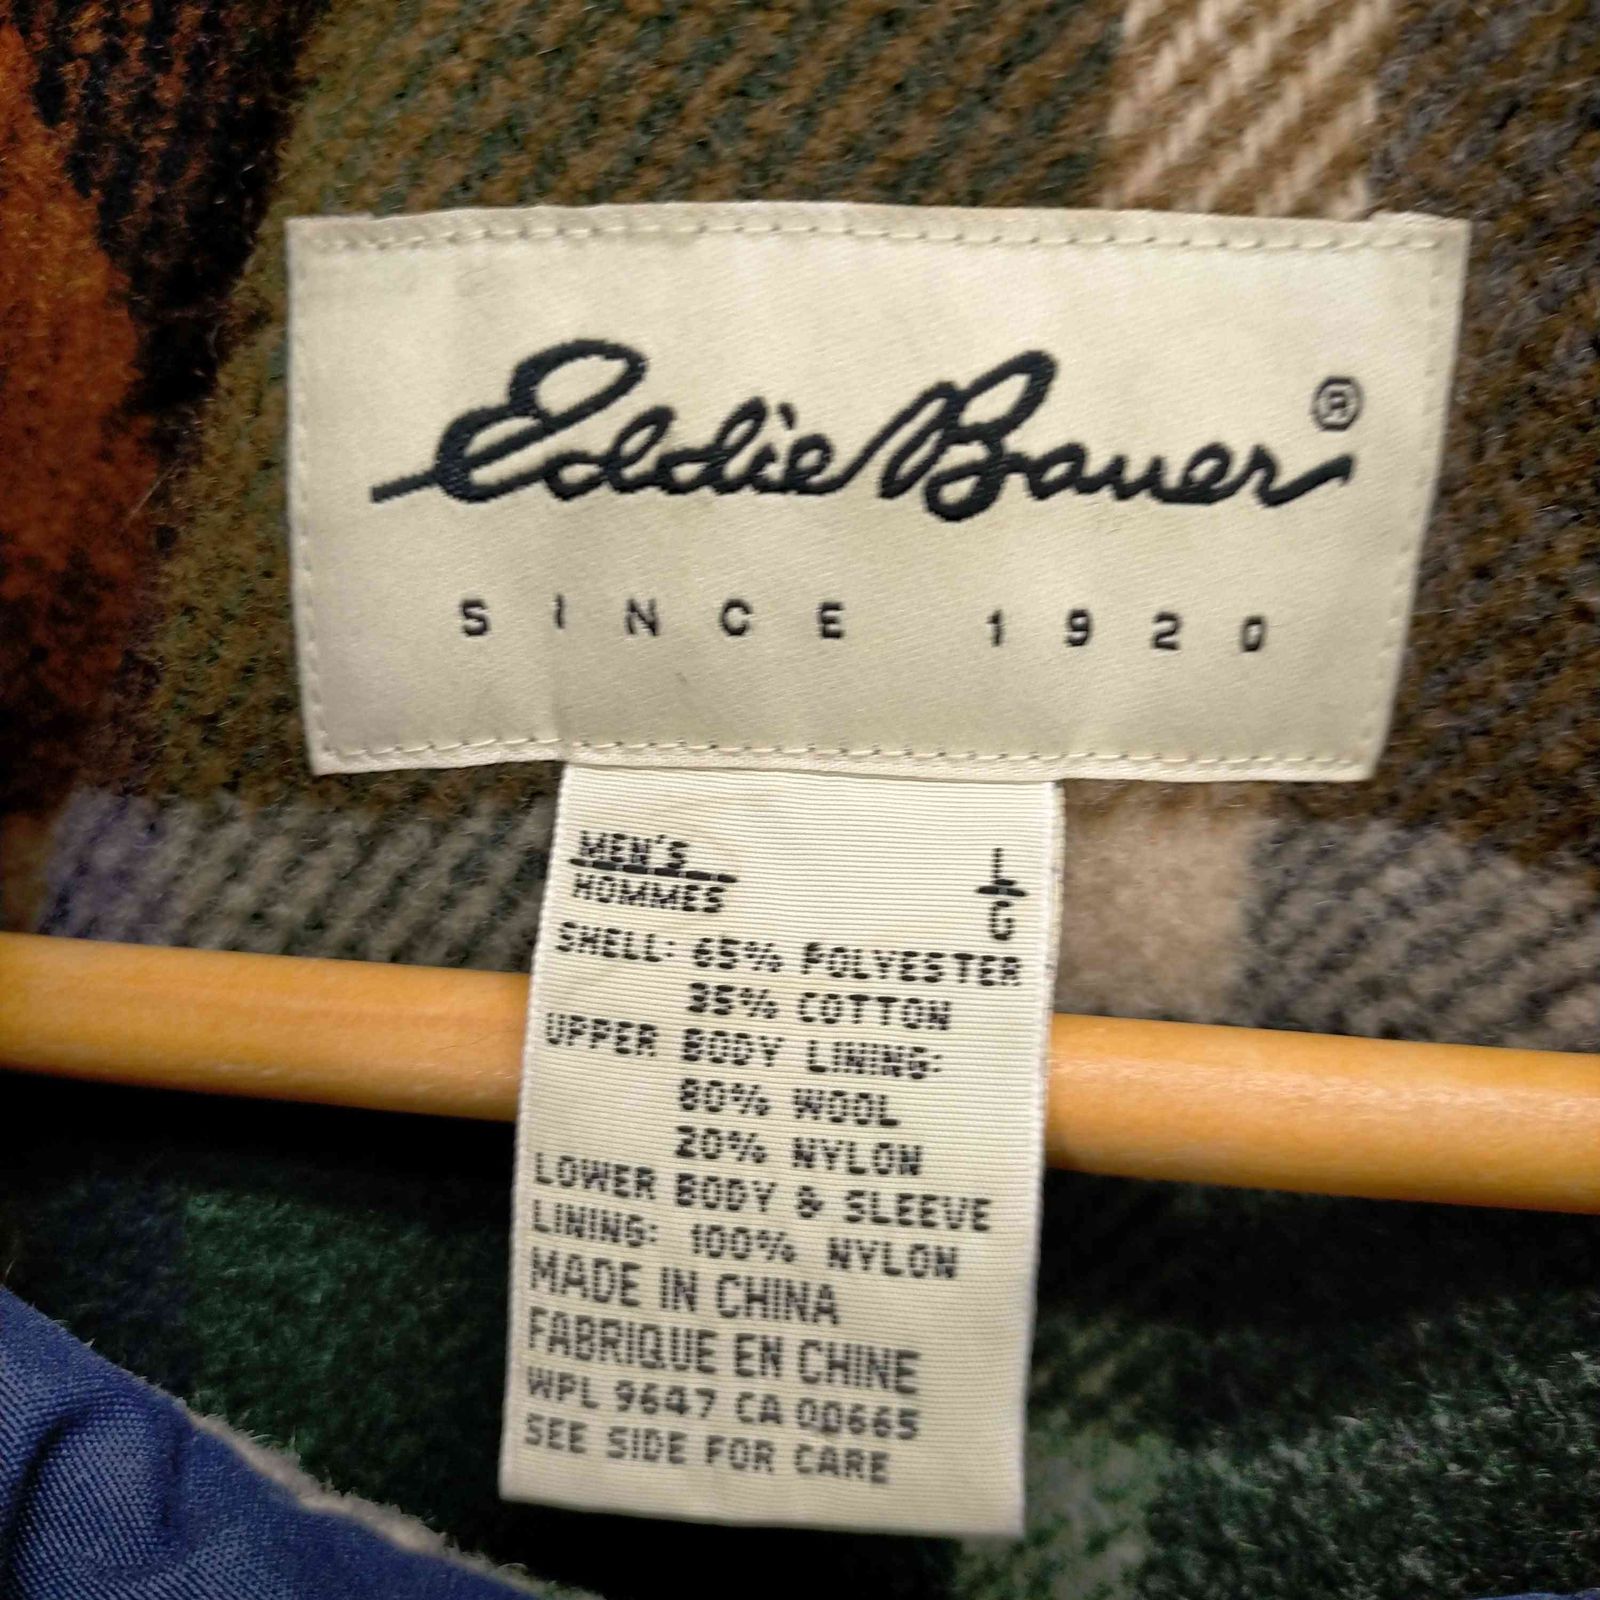 Eddie Bauer®
SINCE 1920
MEN'S L
HOMMES G
SHELL: 65% POLYESTER
35% COTTON
UPPER BODY LINING:
80% WOOL
20% NYLON
LOWER BODY & SLEEVE
LINING: 100% NYLON
MADE IN CHINA
FABRIQUE EN CHINE
WPL 9647 CA 00665
SEE SIDE FOR CARE